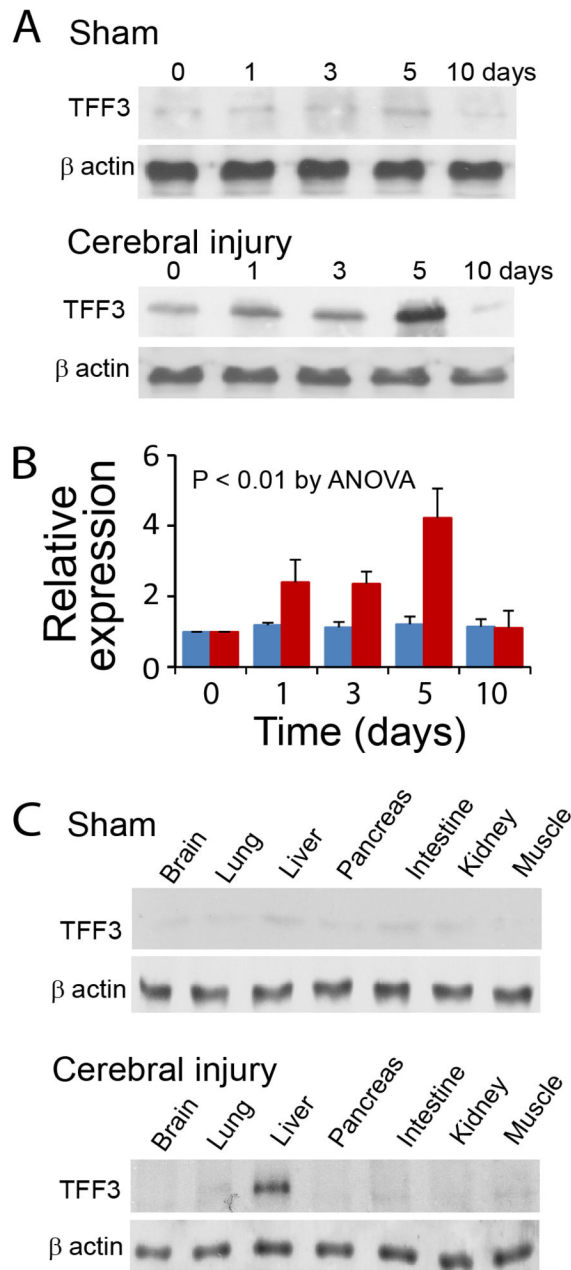 A
Sham
0 1 3 5 10 days
TFF3
β actin
Cerebral injury
0 1 3 5 10 days
TFF3
β actin
B
P < 0.01 by ANOVA
Relative
expression
6
4
2
0
0 1 3 5 10
Time (days)
C
Sham
Brain Lung Liver Pancreas Intestine Kidney Muscle
TFF3
β actin
Cerebral injury
Brain Lung Liver Pancreas Intestine Kidney Muscle
TFF3
β actin